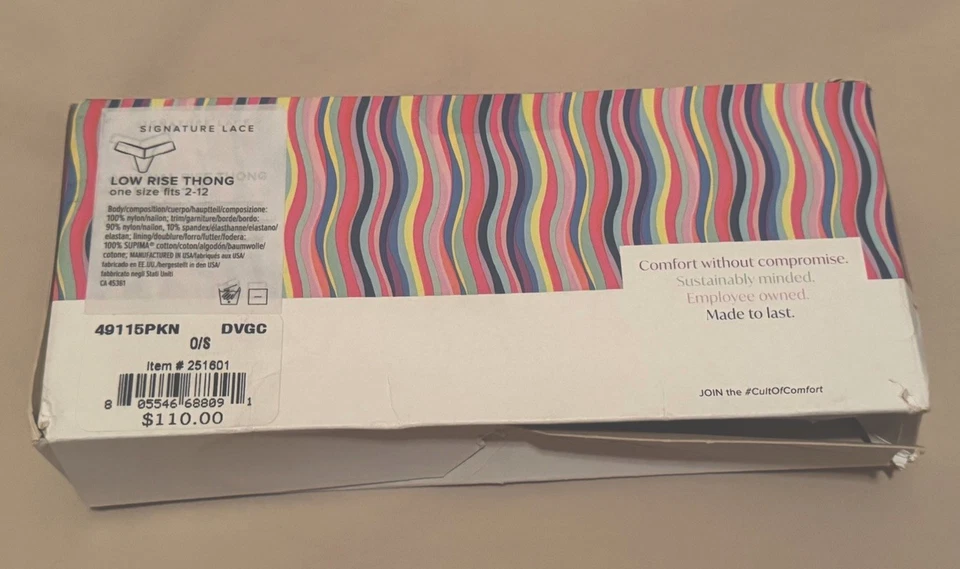 SIGNATURE LACE
LOW RISE THONG
one size fits 2-12
Body/composition/cuerpo/hauptteil/composizione:
100% nylon/nailon; trim/garniture/borde/bordo:
90% nylon/nailon, 10% spandex/élasthanne/elastano/
elastan; lining/doublure/forro/futter/fodera:
100% SUPIMA® cotton/coton/algodón/baumwolle/
cotone; MANUFACTURED IN USA/fabriqués aux USA/
fabricado en EE.UU./hergestellt in den USA/
fabbricato negli Stati Uniti
CA 45361
49115PKN DVGC
O/S
Item # 251601
8 05546 68809 1
$110.00
Comfort without compromise.
Sustainably minded.
Employee owned.
Made to last.
JOIN the #CultOfComfort